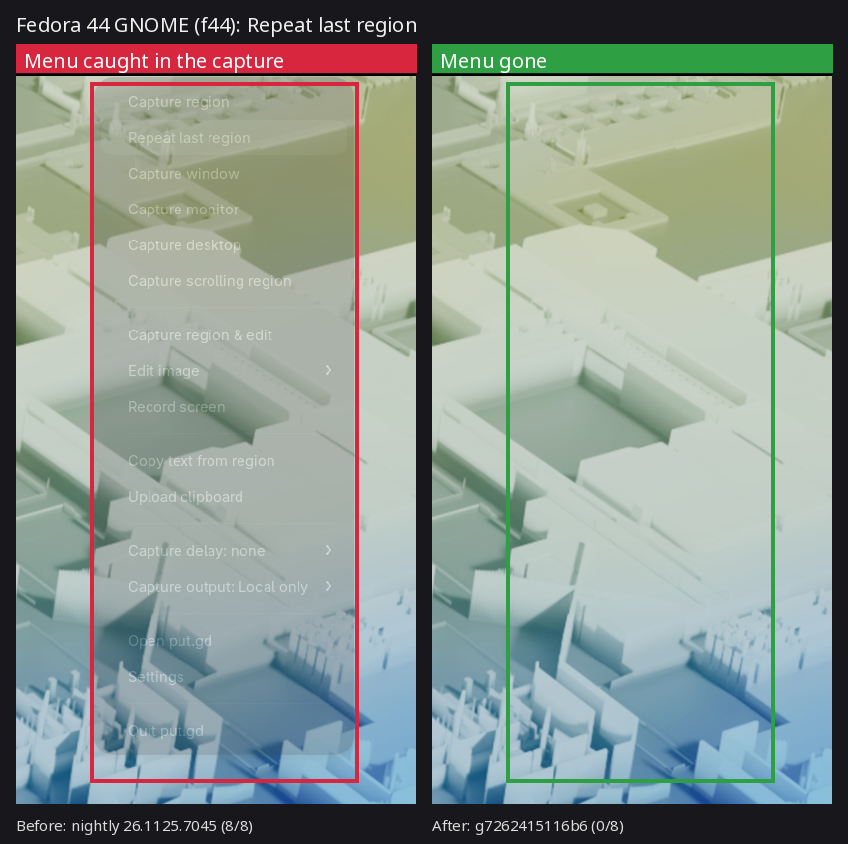 Fedora 44 GNOME (f44): Repeat last region
Menu caught in the capture
Menu gone
Capture region
Repeat last region
Capture window
Capture monitor
Capture desktop
Capture scrolling region
Capture region & edit
Edit image
Record screen
Copy text from region
Upload clipboard
Capture delay: none
Capture output: Local only
Open put.gd
Settings
Quit put.gd
Before: nightly 26.1125.7045 (8/8)
After: g7262415116b6 (0/8)